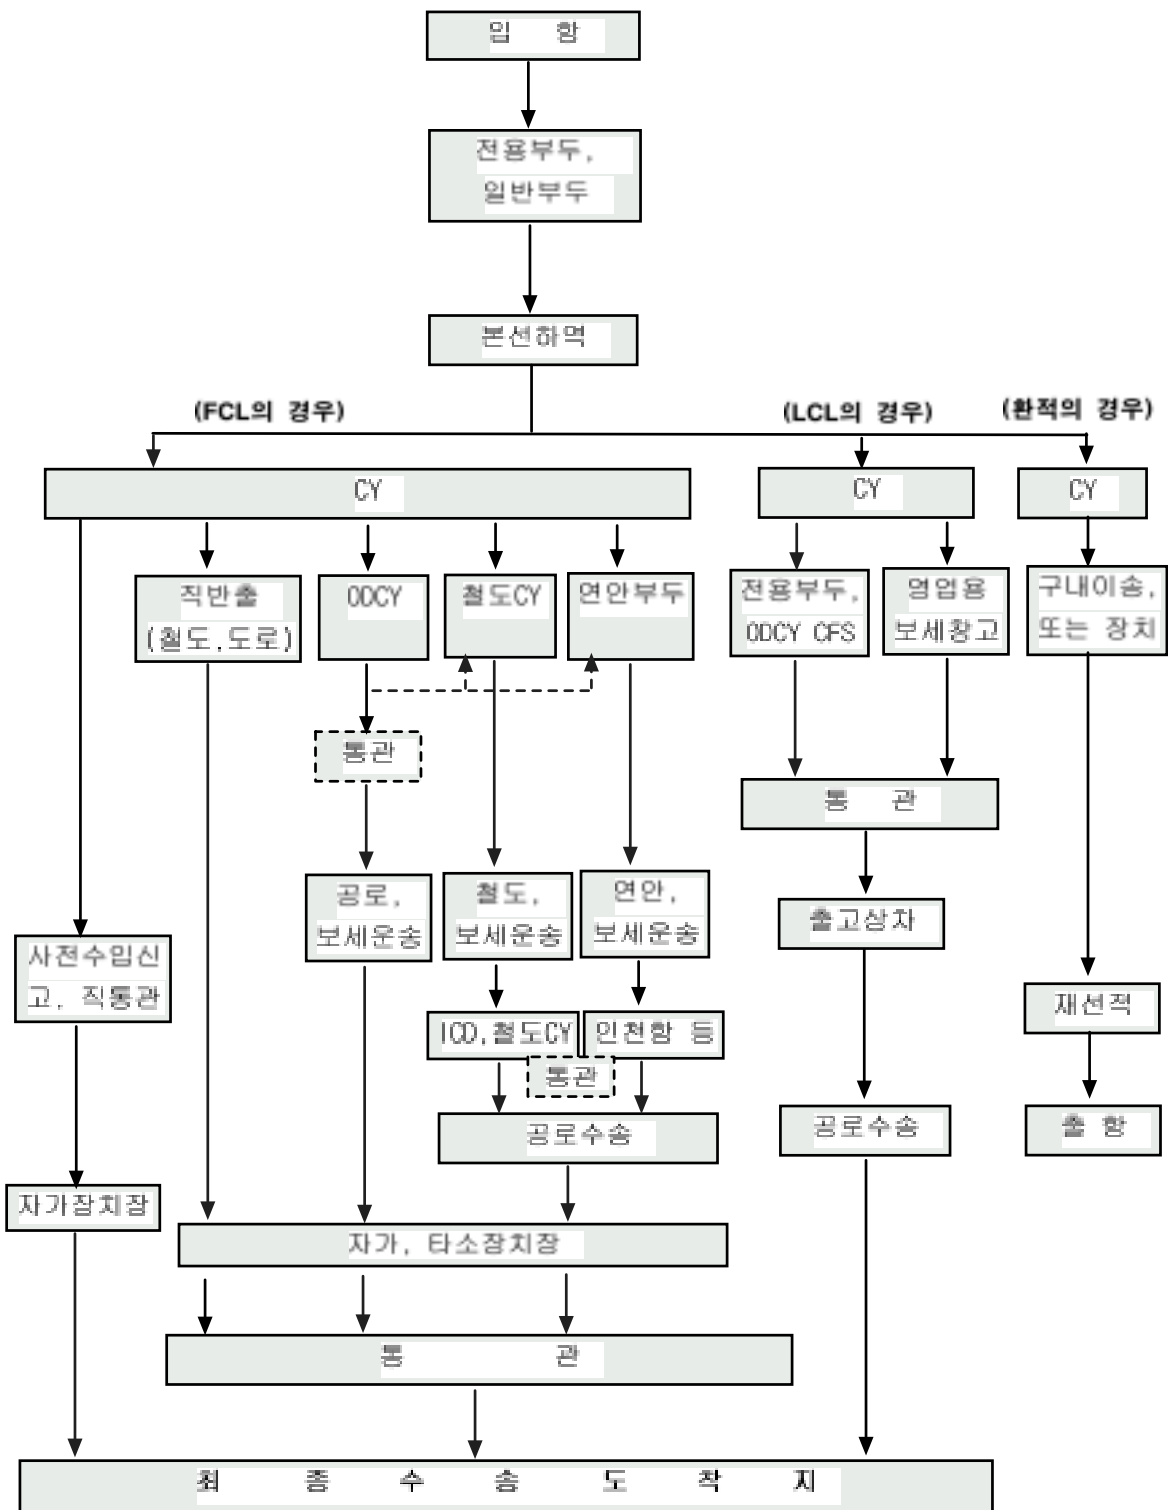 입 항
전용부두,
일반부두
본선하역
(FCL의 경우)
(LCL의 경우)
(환적의 경우)
CY
CY
CY
직반출
(철도,도로)
ODCY
철도CY
연안부두
전용부두,
ODCY CFS
영업용
보세창고
구내이송,
또는 장치
통관
통 관
공로,
보세운송
철도,
보세운송
연안,
보세운송
출고상차
사전수입신
고, 직통관
재선적
ICD,철도CY
인천항 등
통관
공로수송
공로수송
출 항
자가장치장
자가, 타소장치장
통 관
최 종 수 송 도 착 지